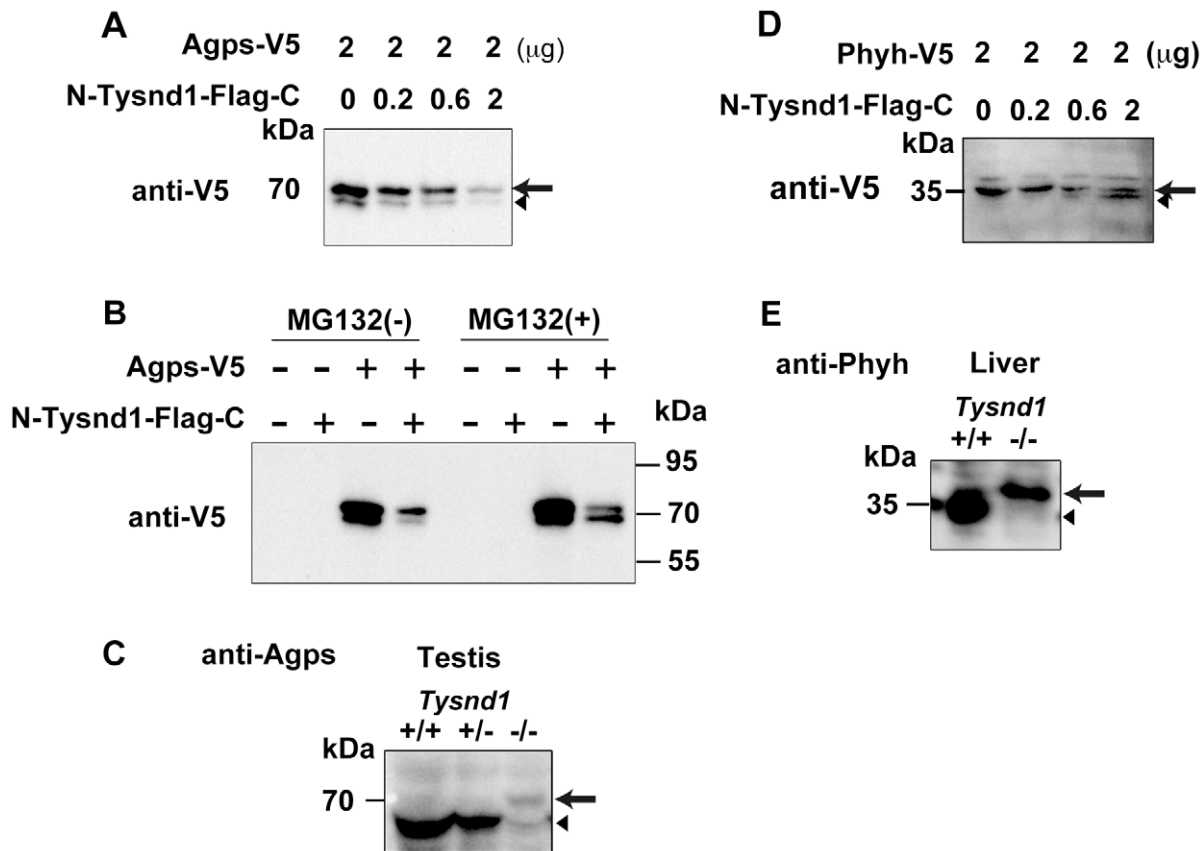 A
Agps-V5 2 2 2 2 (μg)
N-Tysnd1-Flag-C 0 0.2 0.6 2
kDa
anti-V5 70
B
MG132(-) MG132(+)
Agps-V5 - - + + - - + +
N-Tysnd1-Flag-C - + - + - + - + kDa
95
anti-V5 70
55
C
anti-Agps Testis
Tysnd1
+/+ +/- -/-
kDa
70
D
Phyh-V5 2 2 2 2 (μg)
N-Tysnd1-Flag-C 0 0.2 0.6 2
kDa
anti-V5 35
E
anti-Phyh Liver
Tysnd1
+/+ -/-
kDa
35